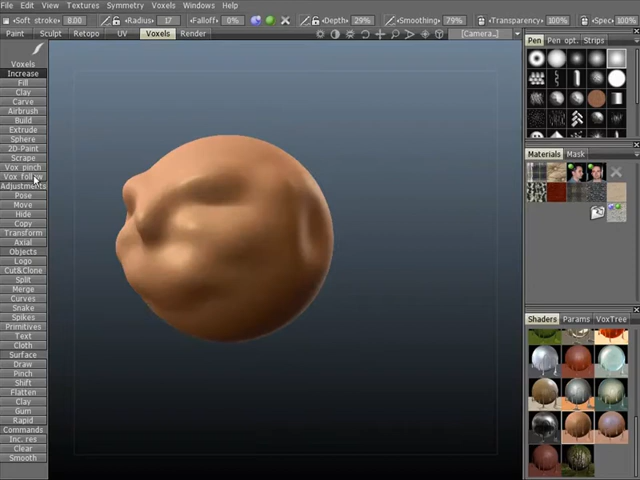 File View Edit Textures Symmetry Voxels Windows Help
Soft stroke: 8.00 Radius: 17 Falloff: 0% Depth: 29% Smoothing: 79% Transparency: 100% Spec: 100%
Paint Sculpt Retopo UV Voxels Render [Camera..]
Voxels
Increase
Fill
Clay
Carve
Airbrush
Build
Extrude
Sphere
2D-Paint
Scrape
Vox pinch
Vox follow
Adjustments
Pose
Move
Hide
Copy
Transform
Axial
Objects
Logo
Cut&Clone
Split
Merge
Curves
Snake
Spikes
Primitives
Text
Cloth
Surface
Draw
Pinch
Shift
Flatten
Clay
Gum
Rapid
Commands
Inc. res
Clear
Smooth
Pen Pen opt. Strips
Materials Mask
Shaders Params VoxTree